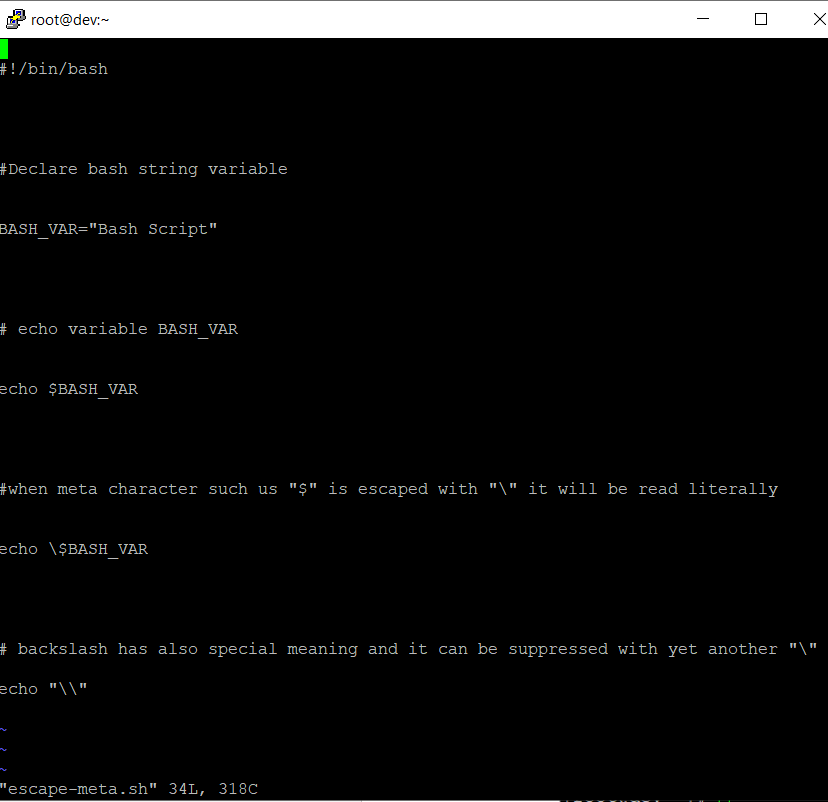 root@dev:~
#!/bin/bash
#Declare bash string variable
BASH_VAR="Bash Script"
# echo variable BASH_VAR
echo $BASH_VAR
#when meta character such us "$" is escaped with "\" it will be read literally
echo \$BASH_VAR
# backslash has also special meaning and it can be suppressed with yet another "\"
echo "\\"
~
~
~
"escape-meta.sh" 34L, 318C